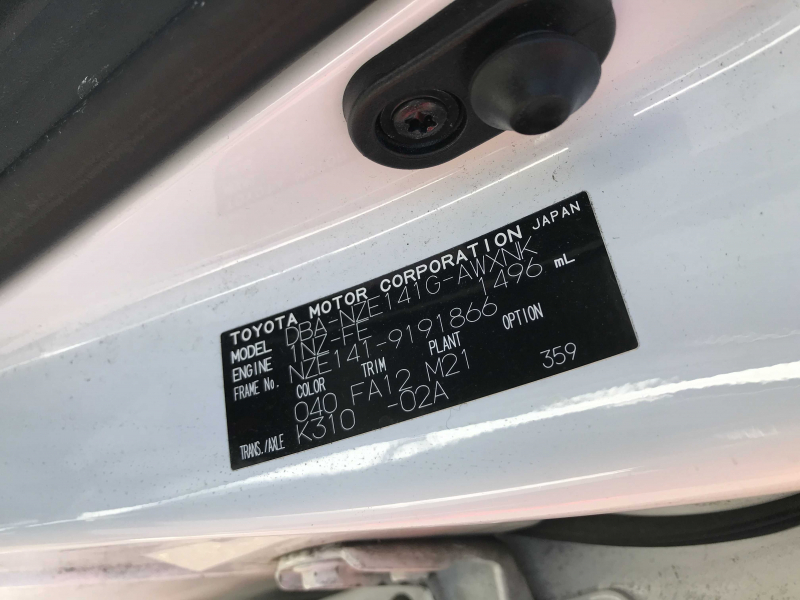 TOYOTA MOTOR CORPORATION JAPAN
MODEL DBA-NZE141G-AWXNK
ENGINE 1NZ-FE 1496 mL
FRAME No. NZE141-9191866
COLOR TRIM PLANT OPTION
040 FA12 M21 359
TRANS./AXLE K310 -02A